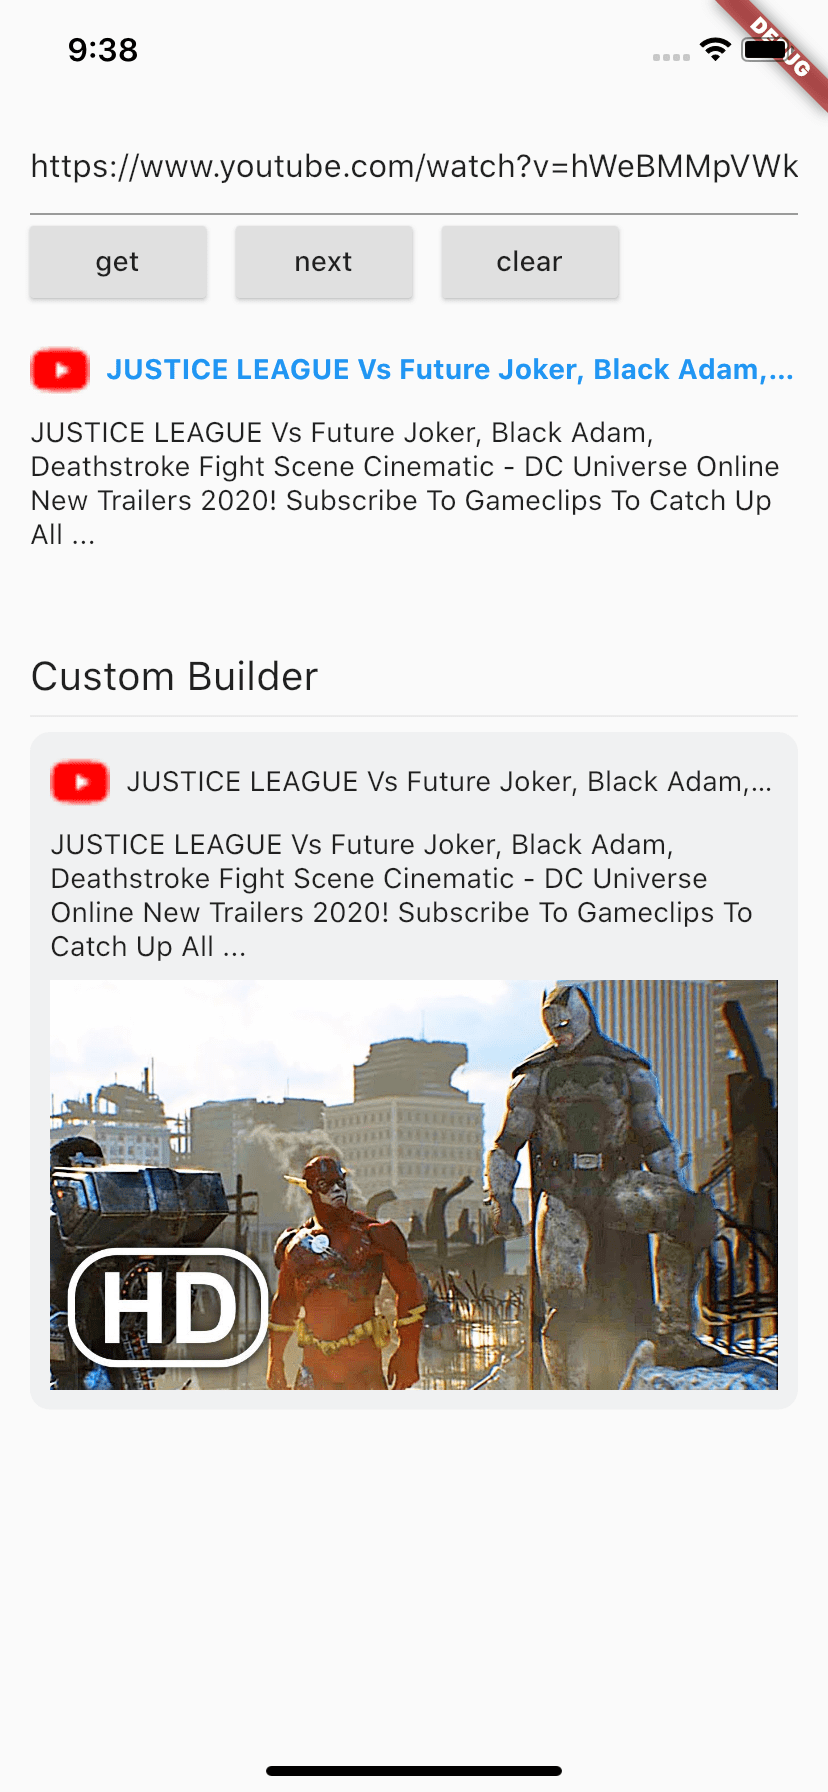 9:38
DEBUG
https://www.youtube.com/watch?v=hWeBMMpVWk
get next clear
JUSTICE LEAGUE Vs Future Joker, Black Adam,...
JUSTICE LEAGUE Vs Future Joker, Black Adam,
Deathstroke Fight Scene Cinematic - DC Universe Online
New Trailers 2020! Subscribe To Gameclips To Catch Up
All ...
Custom Builder
JUSTICE LEAGUE Vs Future Joker, Black Adam,...
JUSTICE LEAGUE Vs Future Joker, Black Adam,
Deathstroke Fight Scene Cinematic - DC Universe
Online New Trailers 2020! Subscribe To Gameclips To
Catch Up All ...
HD